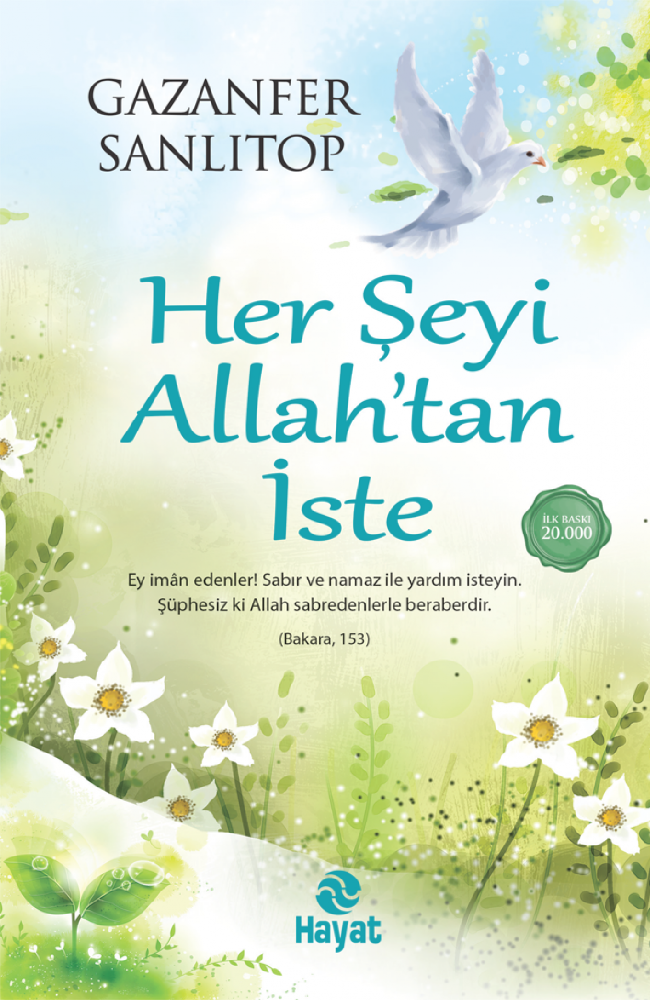 GAZANFER
SANLITOP
Her Şeyi
Allah'tan
İste
İLK BASKI
20.000
Ey imân edenler! Sabır ve namaz ile yardım isteyin.
Şüphesiz ki Allah sabredenlerle beraberdir.
(Bakara, 153)
Hayat